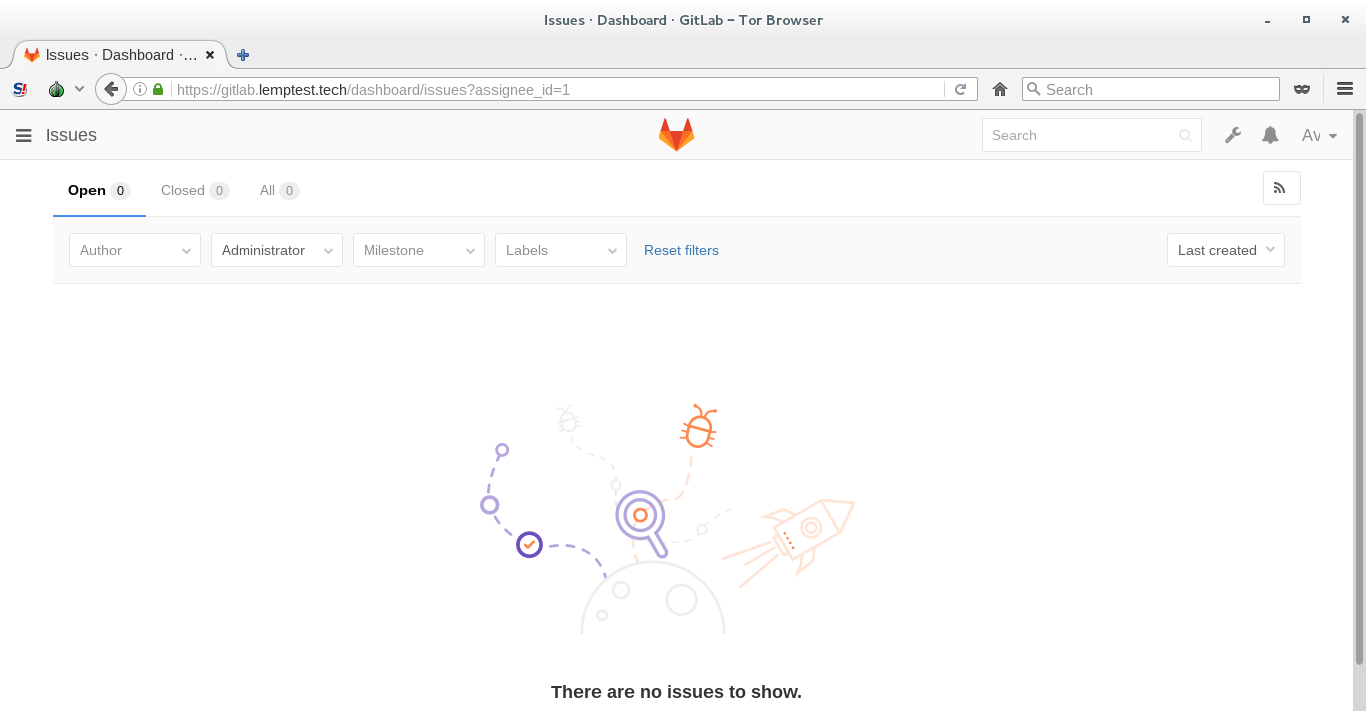 Issues · Dashboard · GitLab – Tor Browser
Issues · Dashboard ·…
S!
https://gitlab.lemptest.tech/dashboard/issues?assignee_id=1
Search
Issues
Search
Av
Open 0 Closed 0 All 0
Author Administrator Milestone Labels Reset filters Last created
There are no issues to show.